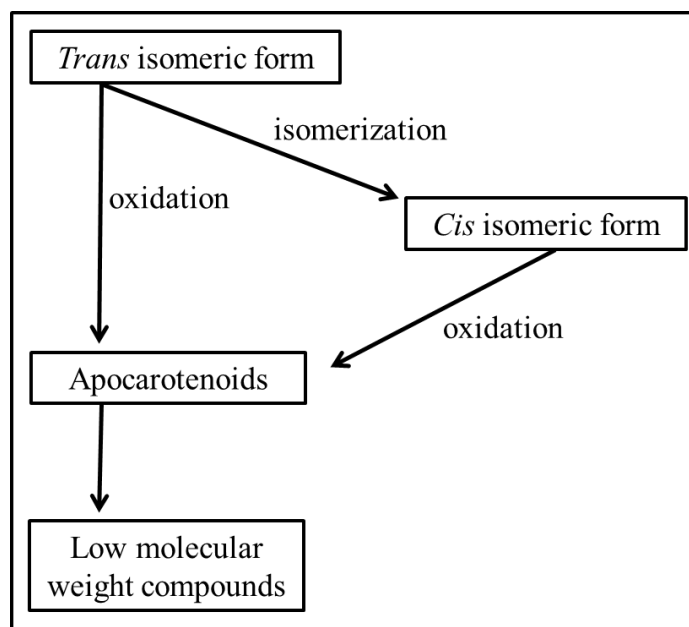 Trans isomeric form
isomerization
oxidation
Cis isomeric form
oxidation
Apocarotenoids
Low molecular
weight compounds